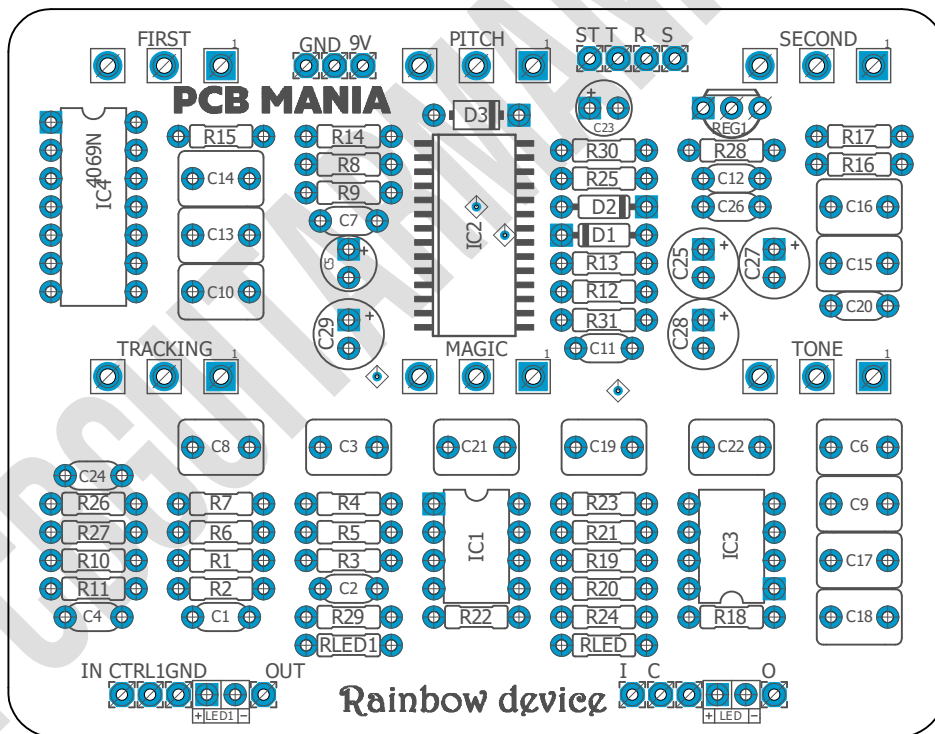 FIRST 1
GND 9V
PITCH 1
ST T R S
SECOND 1
PCB MANIA
D3
+
C23
REG1
4069N
IC4
R15
R14
R30
R28
R17
R8
R25
R16
C14
R9
D2
C12
C16
C7
D1
C26
C13
IC2
C5
+
R13
C25
+
C27
+
C15
C10
R12
C20
C29
+
R31
C28
+
C11
TRACKING 1
MAGIC 1
TONE 1
C8
C3
C21
C19
C22
C6
C24
R26
R7
R4
R23
C9
R27
R6
R5
IC1
R21
IC3
R10
R1
R3
R19
C17
R11
R2
C2
R20
C4
C1
R29
R22
R24
R18
C18
RLED1
RLED
IN CTRL1GND OUT
I C O
+ LED1 −
Rainbow device
+ LED −